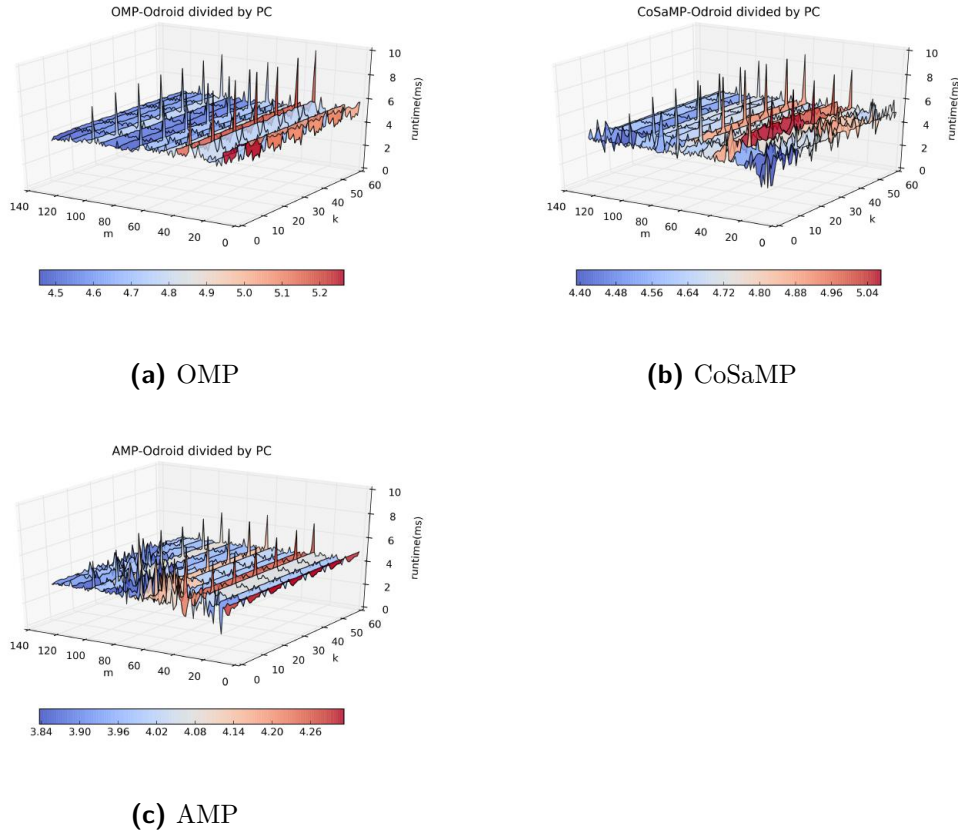 OMP-Odroid divided by PC
10
8
6
4
2
0
runtime(ms)
140 120 100 80 60 40 20 0
m
0 10 20 30 40 50 60
k
4.5 4.6 4.7 4.8 4.9 5.0 5.1 5.2
(a) OMP
CoSaMP-Odroid divided by PC
10
8
6
4
2
0
runtime(ms)
140 120 100 80 60 40 20 0
m
0 10 20 30 40 50 60
k
4.40 4.48 4.56 4.64 4.72 4.80 4.88 4.96 5.04
(b) CoSaMP
AMP-Odroid divided by PC
10
8
6
4
2
0
runtime(ms)
140 120 100 80 60 40 20 0
m
0 10 20 30 40 50 60
k
3.84 3.90 3.96 4.02 4.08 4.14 4.20 4.26
(c) AMP